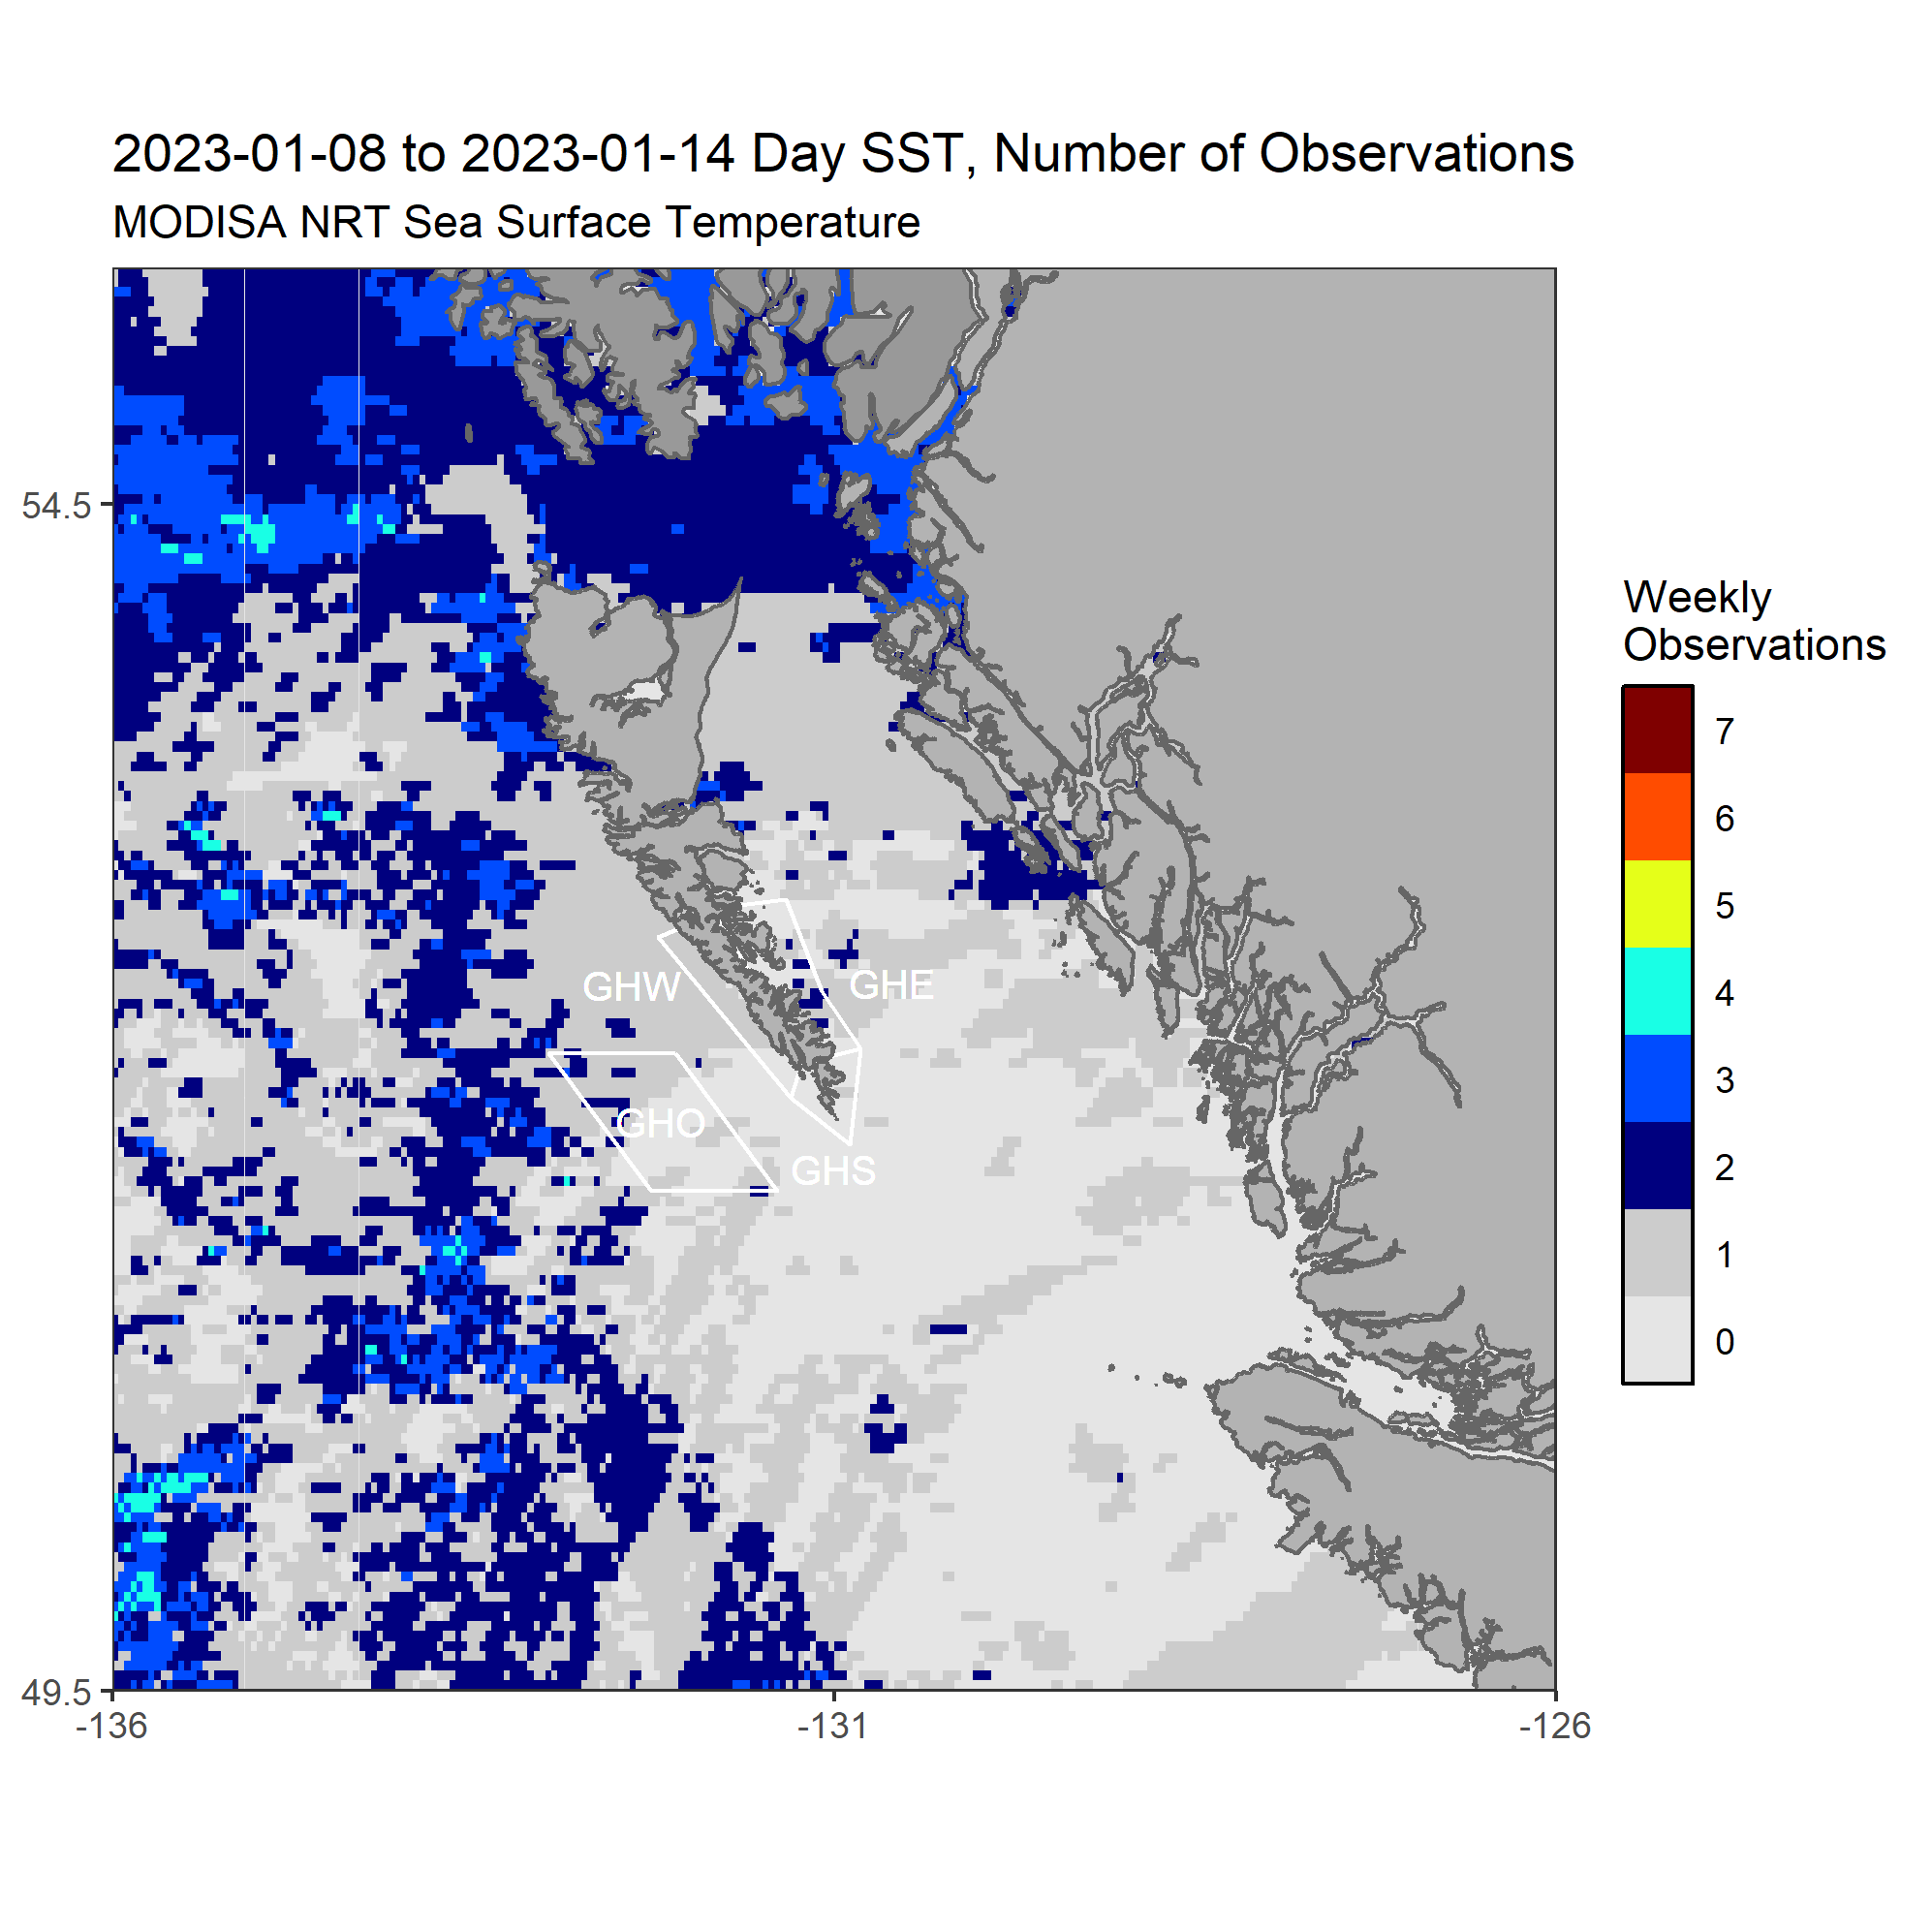 2023-01-08 to 2023-01-14 Day SST, Number of Observations
MODISA NRT Sea Surface Temperature
54.5
49.5
-136
-131
-126
GHW
GHE
GHO
GHS
Weekly
Observations
7
6
5
4
3
2
1
0